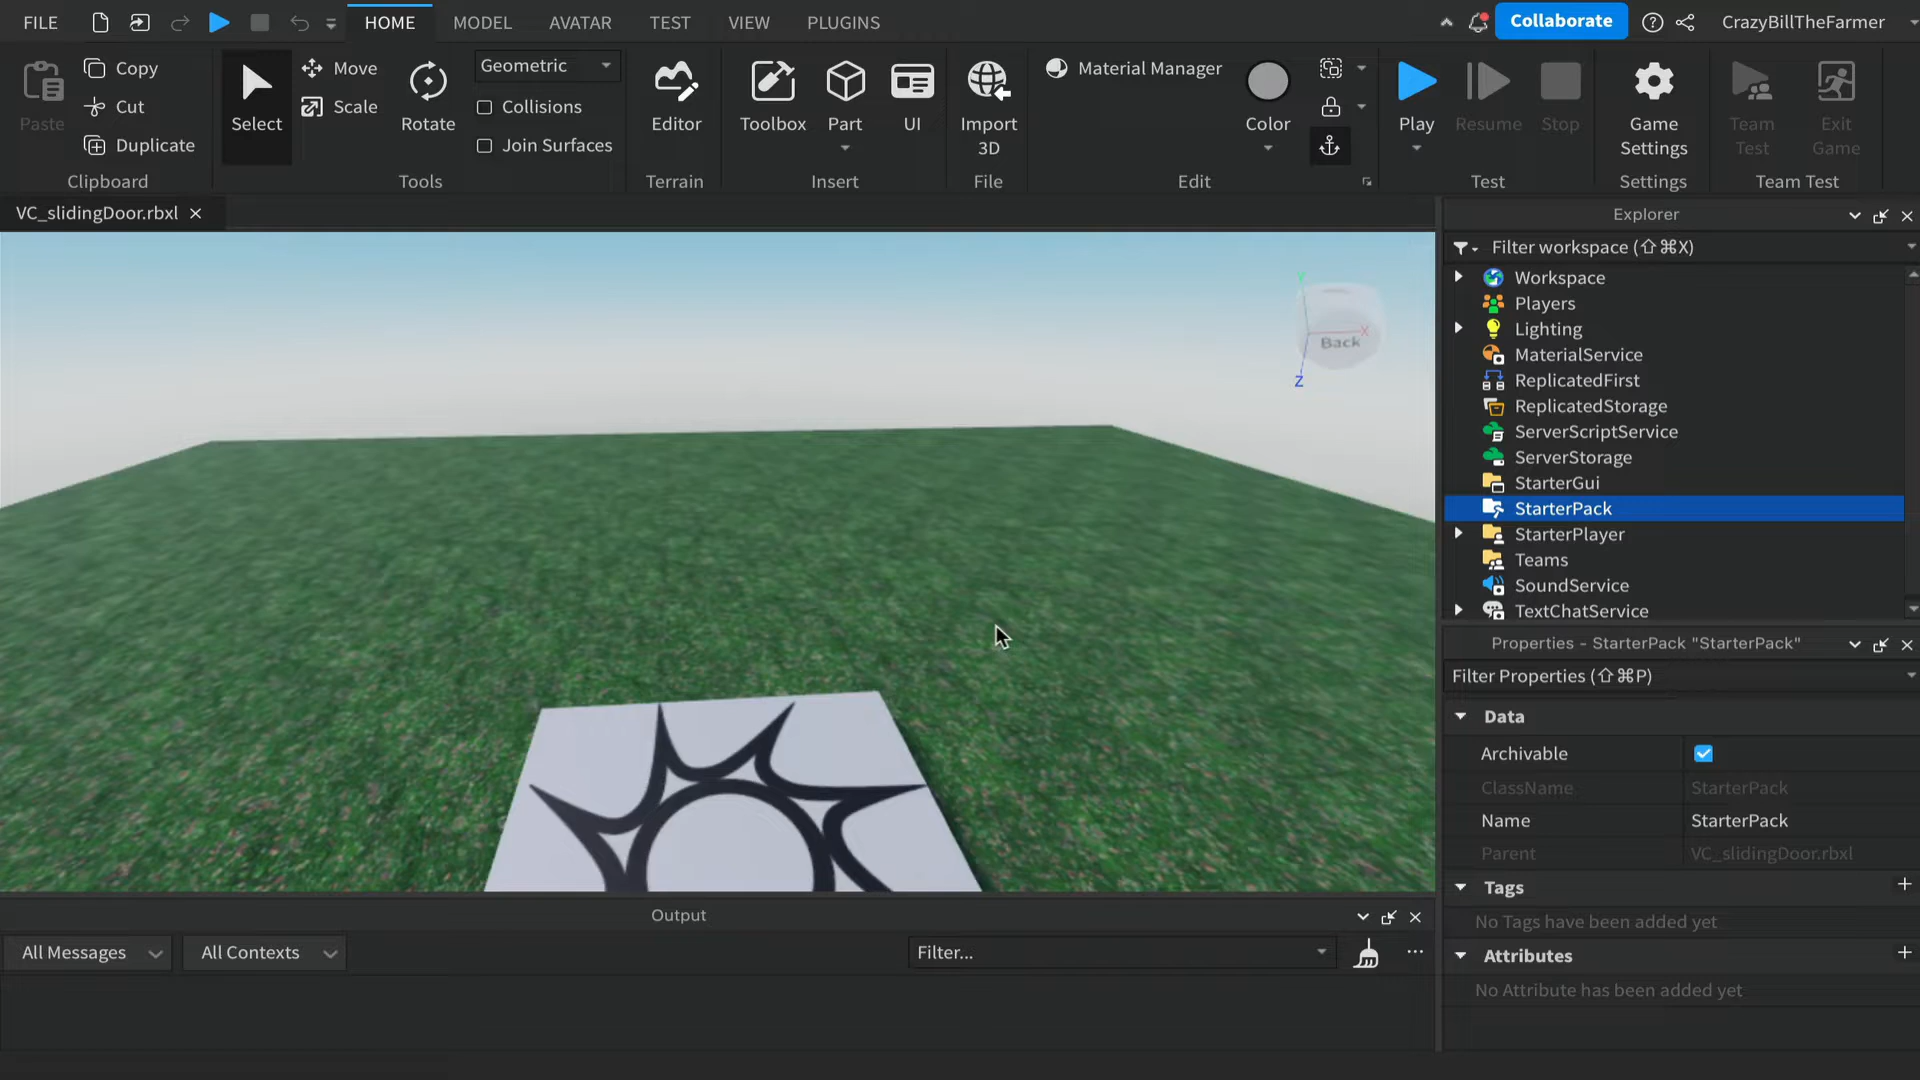 FILE
HOME
MODEL
AVATAR
TEST
VIEW
PLUGINS
Collaborate
CrazyBillTheFarmer
Paste
Copy
Cut
Duplicate
Clipboard
Select
Move
Scale
Rotate
Geometric
Collisions
Join Surfaces
Tools
Editor
Terrain
Toolbox
Part
UI
Insert
Import
3D
File
Material Manager
Color
Edit
Play
Resume
Stop
Test
Game
Settings
Settings
Team
Test
Exit
Game
Team Test
VC_slidingDoor.rbxl
Y
X
Back
Z
Explorer
Filter workspace (⇧⌘X)
Workspace
Players
Lighting
MaterialService
ReplicatedFirst
ReplicatedStorage
ServerScriptService
ServerStorage
StarterGui
StarterPack
StarterPlayer
Teams
SoundService
TextChatService
Properties - StarterPack "StarterPack"
Filter Properties (⇧⌘P)
Data
Archivable
ClassName StarterPack
Name StarterPack
Parent VC_slidingDoor.rbxl
Tags
No Tags have been added yet
Attributes
No Attribute has been added yet
Output
All Messages
All Contexts
Filter...